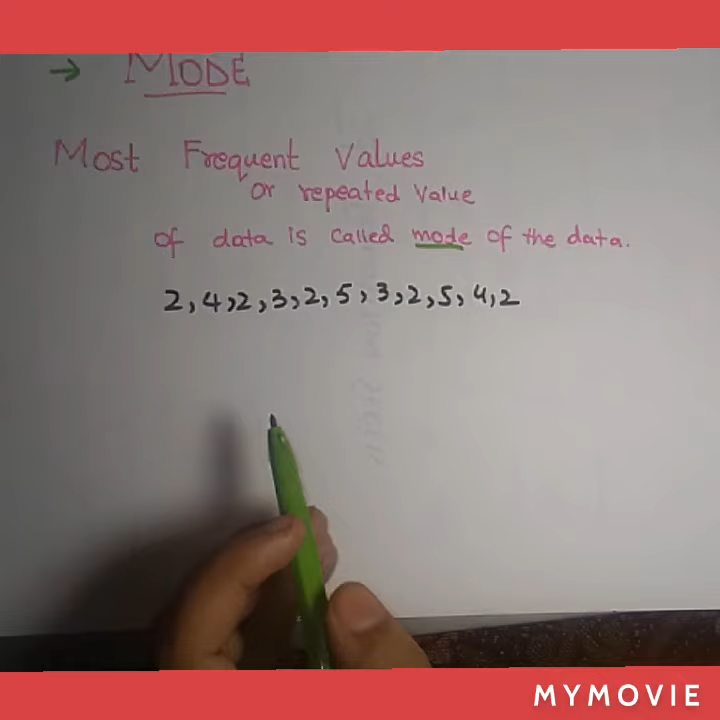 → MODE
Most Frequent Values
or repeated value
of data is called mode of the data.
2, 4, 2, 3, 2, 5, 3, 2, 5, 4, 2
MYMOVIE